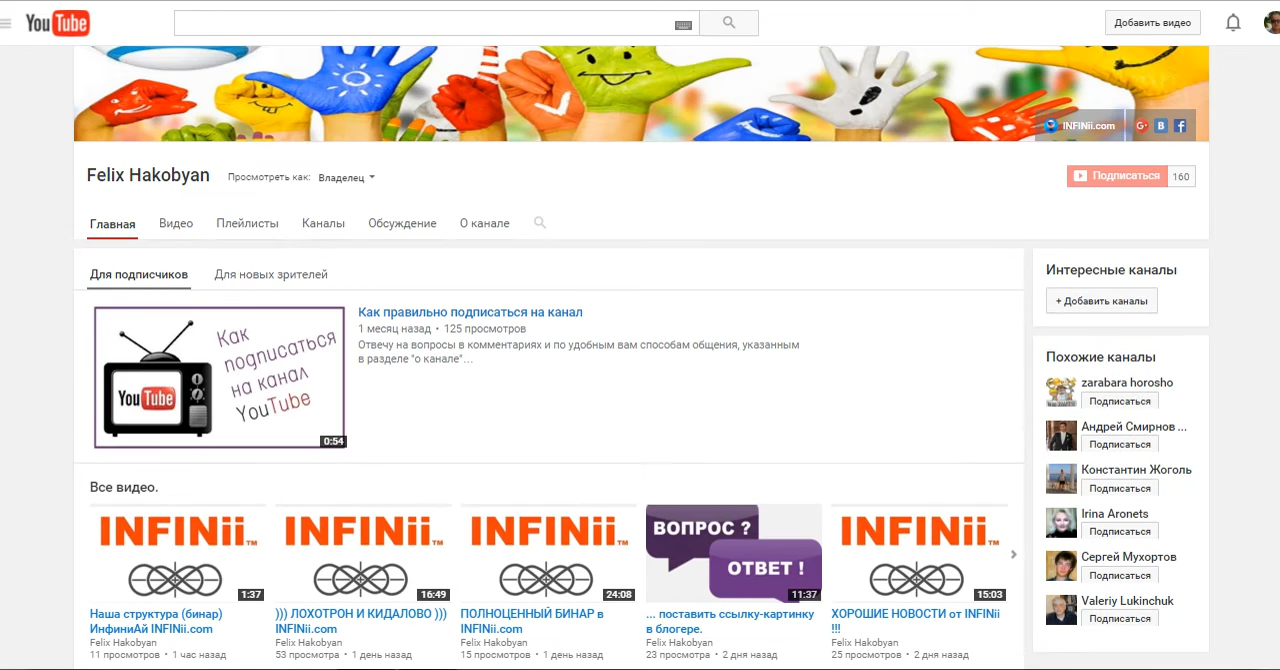 YouTube
Добавить видео
INFINii.com
Felix Hakobyan
Просмотреть как: Владелец
Подписаться 160
Главная Видео Плейлисты Каналы Обсуждение О канале
Для подписчиков Для новых зрителей
Как
подписаться
на канал
YouTube
YouTube
0:54
Как правильно подписаться на канал
1 месяц назад • 125 просмотров
Отвечу на вопросы в комментариях и по удобным вам способам общения, указанным
в разделе "о канале"...
Все видео.
INFINii™
1:37
Наша структура (бинар)
ИнфиниАй INFINii.com
Felix Hakobyan
11 просмотров • 1 час назад
INFINii™
16:49
))) ЛОХОТРОН И КИДАЛОВО )))
INFINii.com
Felix Hakobyan
53 просмотра • 1 день назад
INFINii™
24:08
ПОЛНОЦЕННЫЙ БИНАР в
INFINii.com
Felix Hakobyan
15 просмотров • 1 день назад
ВОПРОС ?
ОТВЕТ !
11:37
... поставить ссылку-картинку
в блогере.
Felix Hakobyan
23 просмотра • 2 дня назад
INFINii™
15:03
ХОРОШИЕ НОВОСТИ от INFINii
!!!
Felix Hakobyan
25 просмотров • 2 дня назад
Интересные каналы
+ Добавить каналы
Похожие каналы
zarabara horosho
Подписаться
Андрей Смирнов ...
Подписаться
Константин Жоголь
Подписаться
Irina Aronets
Подписаться
Сергей Мухортов
Подписаться
Valeriy Lukinchuk
Подписаться